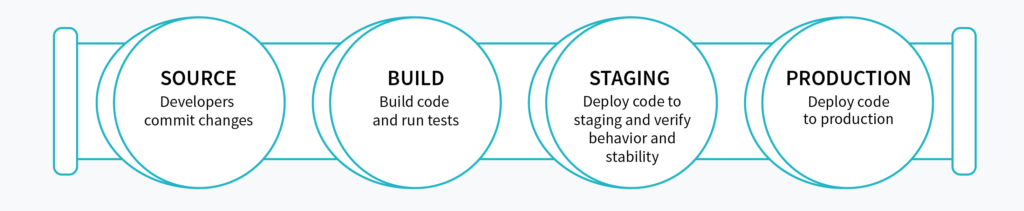 SOURCE
Developers
commit changes
BUILD
Build code
and run tests
STAGING
Deploy code to
staging and verify
behavior and
stability
PRODUCTION
Deploy code
to production